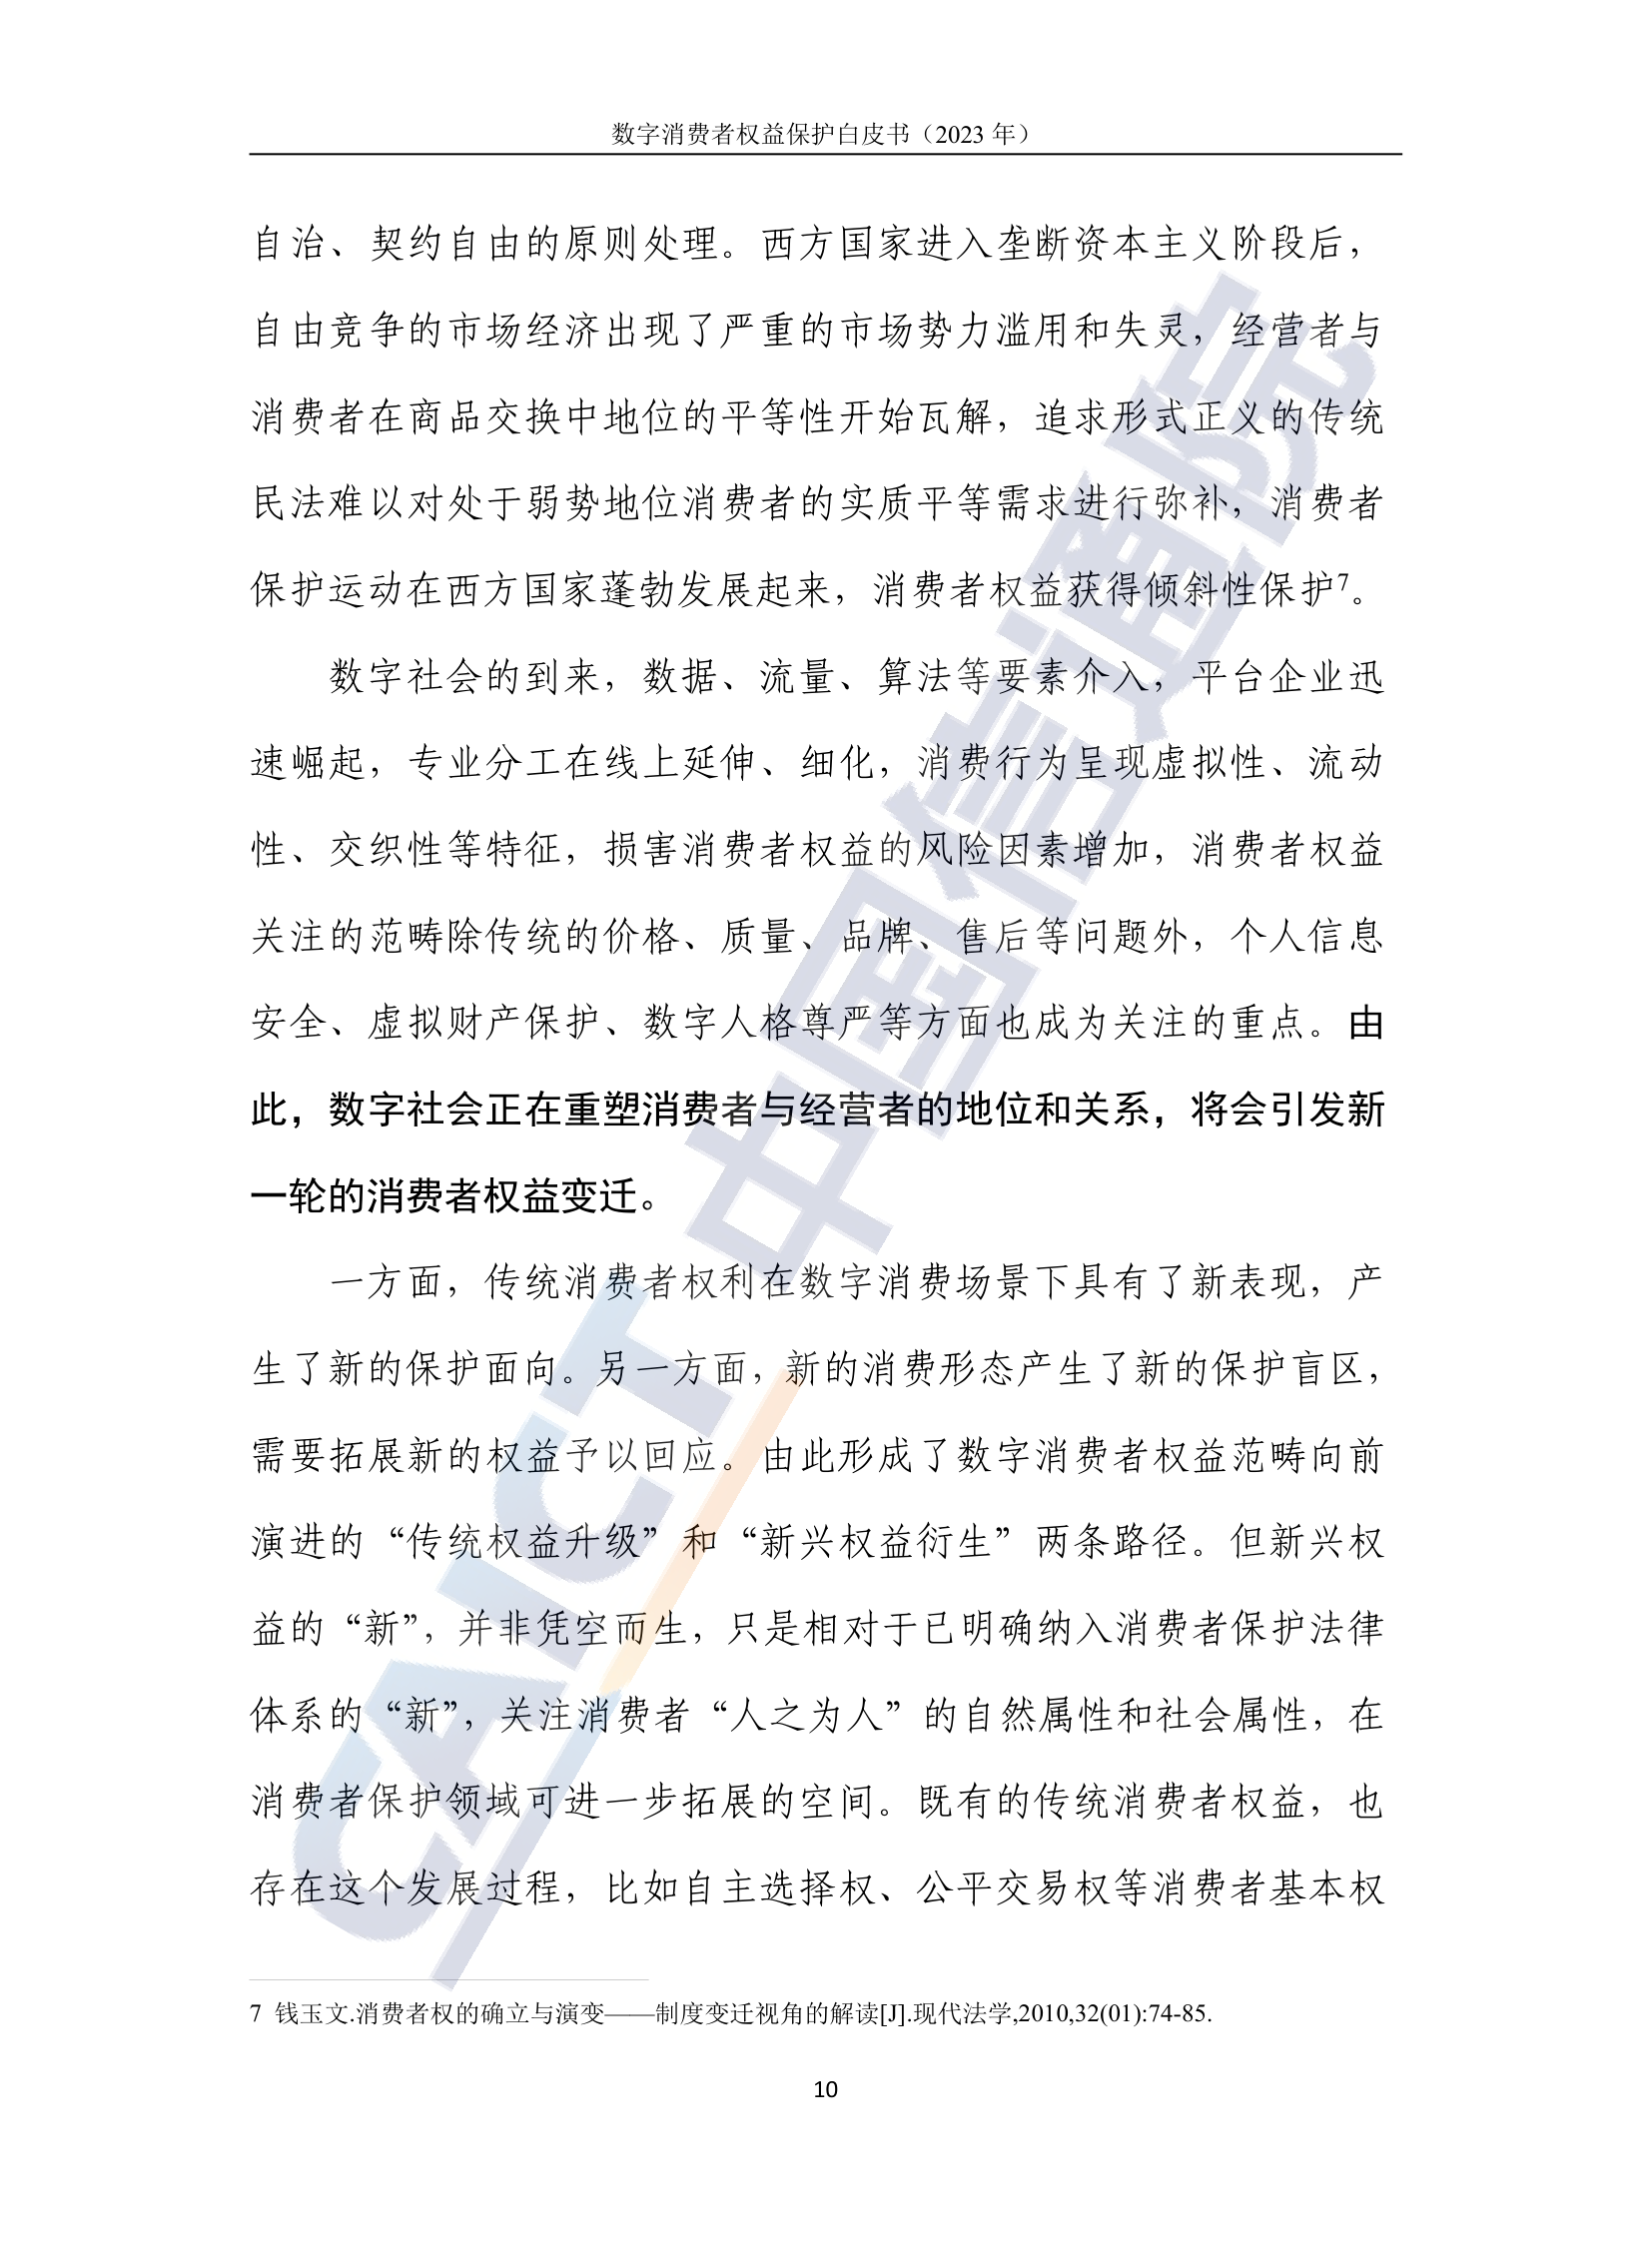 数字消费者权益保护白皮书（2023 年）
自治、契约自由的原则处理。西方国家进入垄断资本主义阶段后，
自由竞争的市场经济出现了严重的市场势力滥用和失灵，经营者与
消费者在商品交换中地位的平等性开始瓦解，追求形式正义的传统
民法难以对处于弱势地位消费者的实质平等需求进行弥补，消费者
保护运动在西方国家蓬勃发展起来，消费者权益获得倾斜性保护7。
数字社会的到来，数据、流量、算法等要素介入，平台企业迅
速崛起，专业分工在线上延伸、细化，消费行为呈现虚拟性、流动
性、交织性等特征，损害消费者权益的风险因素增加，消费者权益
关注的范畴除传统的价格、质量、品牌、售后等问题外，个人信息
安全、虚拟财产保护、数字人格尊严等方面也成为关注的重点。由
此，数字社会正在重塑消费者与经营者的地位和关系，将会引发新
一轮的消费者权益变迁。
一方面，传统消费者权利在数字消费场景下具有了新表现，产
生了新的保护面向。另一方面，新的消费形态产生了新的保护盲区，
需要拓展新的权益予以回应。由此形成了数字消费者权益范畴向前
演进的“传统权益升级”和“新兴权益衍生”两条路径。但新兴权
益的“新”，并非凭空而生，只是相对于已明确纳入消费者保护法律
体系的“新”，关注消费者“人之为人”的自然属性和社会属性，在
消费者保护领域可进一步拓展的空间。既有的传统消费者权益，也
存在这个发展过程，比如自主选择权、公平交易权等消费者基本权
7 钱玉文.消费者权的确立与演变——制度变迁视角的解读[J].现代法学,2010,32(01):74-85.
10
CAICT 中国信通院